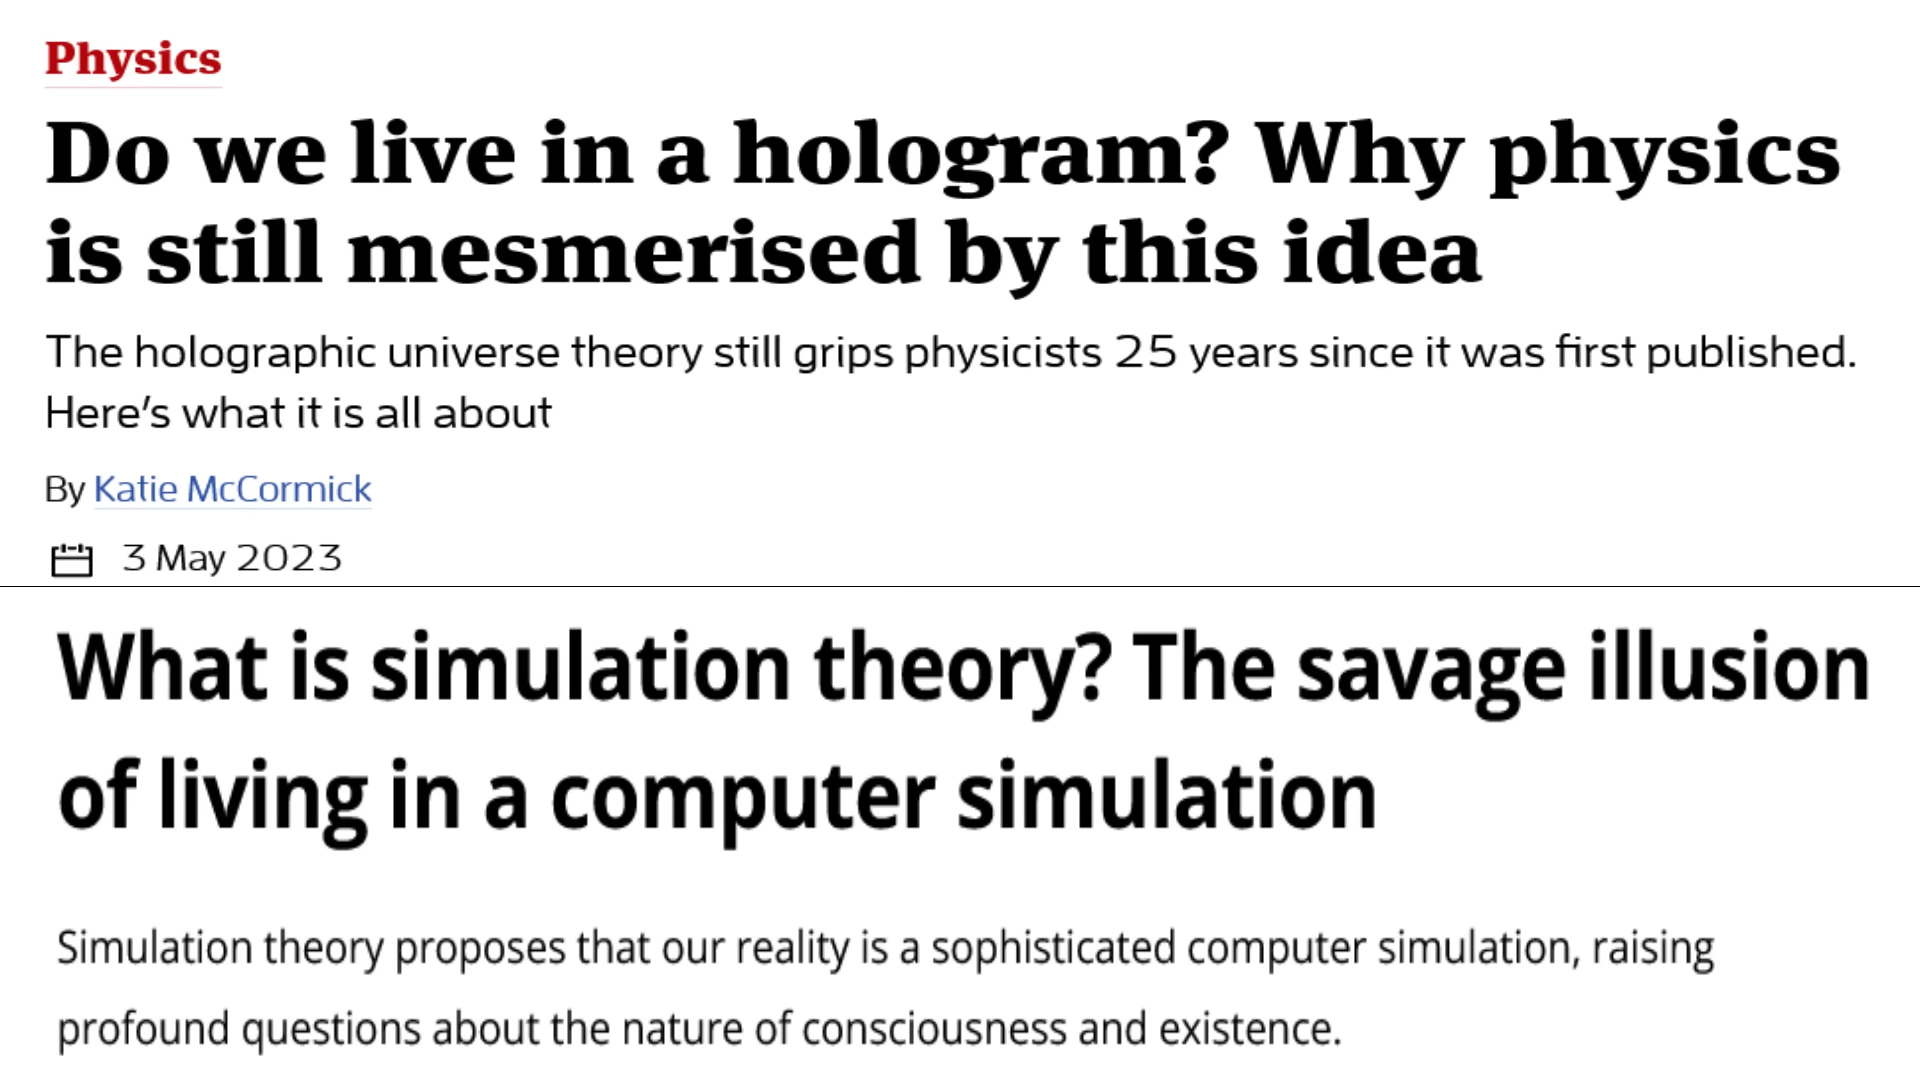 Physics
Do we live in a hologram? Why physics
is still mesmerised by this idea
The holographic universe theory still grips physicists 25 years since it was first published.
Here's what it is all about
By Katie McCormick
3 May 2023
What is simulation theory? The savage illusion
of living in a computer simulation
Simulation theory proposes that our reality is a sophisticated computer simulation, raising
profound questions about the nature of consciousness and existence.